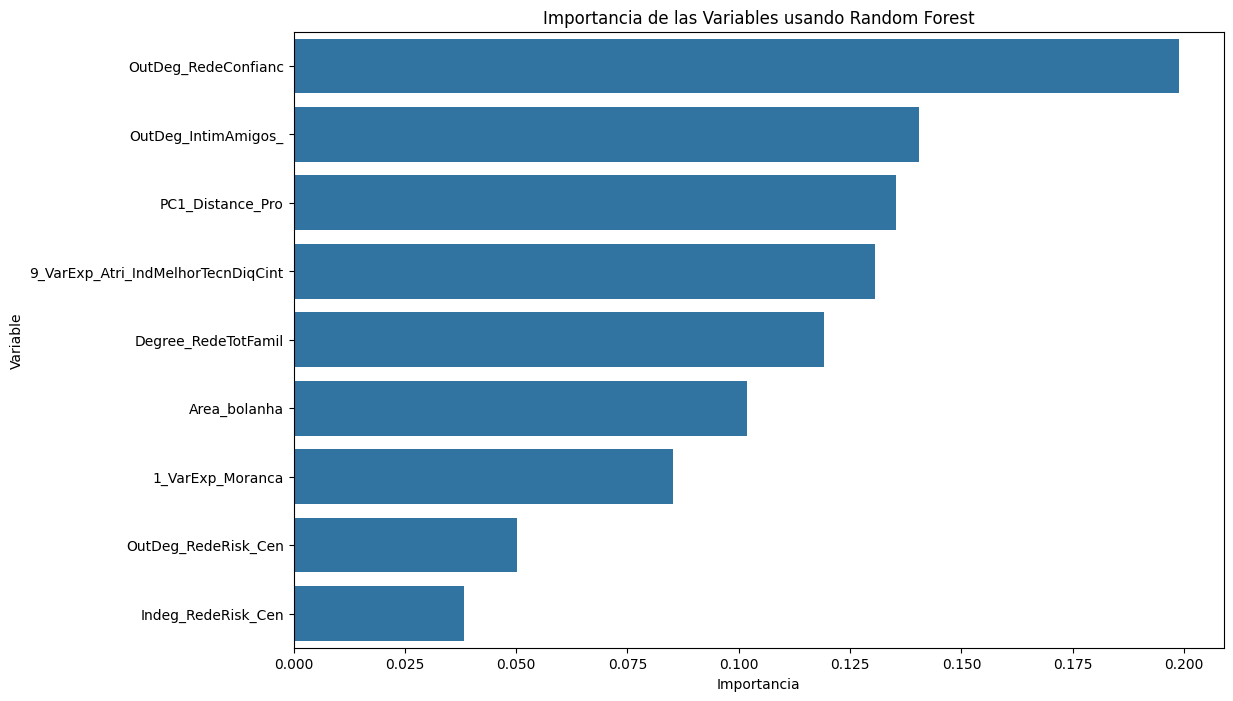 Importancia de las Variables usando Random Forest
Variable
OutDeg_RedeConfianc
OutDeg_IntimAmigos_
PC1_Distance_Pro
9_VarExp_Atri_IndMelhorTecnDiqCint
Degree_RedeTotFamil
Area_bolanha
1_VarExp_Moranca
OutDeg_RedeRisk_Cen
Indeg_RedeRisk_Cen
0.000 0.025 0.050 0.075 0.100 0.125 0.150 0.175 0.200
Importancia